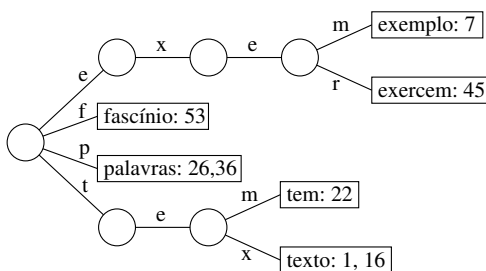 m
exemplo: 7
x
e
e
r
exercem: 45
f
fascínio: 53
p
palavras: 26,36
t
m
tem: 22
e
x
texto: 1, 16